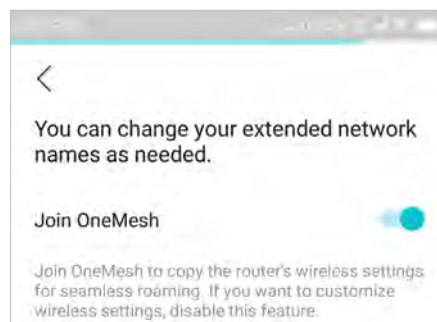 You can change your extended network
names as needed.
Join OneMesh
Join OneMesh to copy the router's wireless settings
for seamless roaming. If you want to customize
wireless settings, disable this feature.